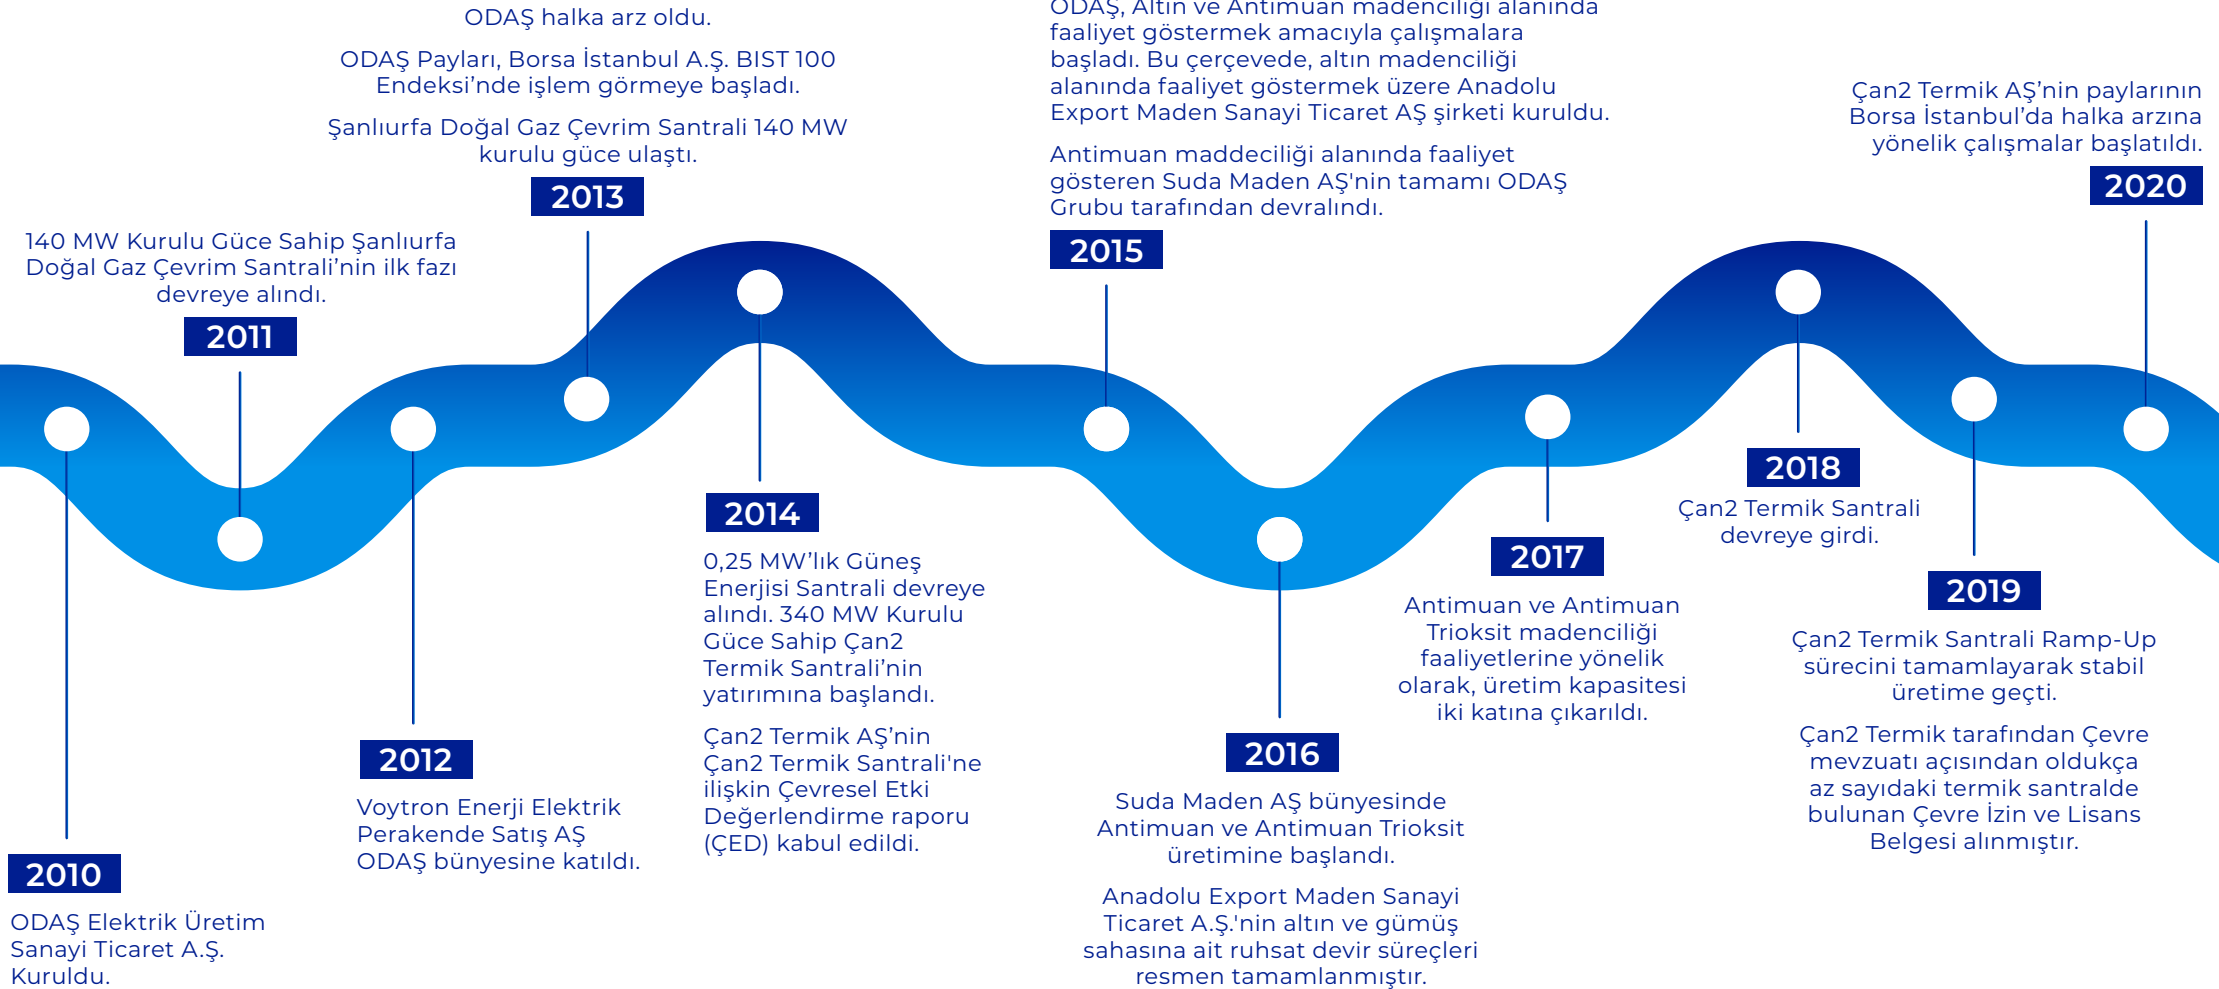 ODAŞ halka arz oldu.
ODAŞ Payları, Borsa İstanbul A.Ş. BIST 100
Endeksi’nde işlem görmeye başladı.
Şanlıurfa Doğal Gaz Çevrim Santrali 140 MW
kurulu güce ulaştı.
2013
ODAŞ, Altın ve Antimuan madenciliği alanında
faaliyet göstermek amacıyla çalışmalara
başladı. Bu çerçevede, altın madenciliği
alanında faaliyet göstermek üzere Anadolu
Export Maden Sanayi Ticaret AŞ şirketi kuruldu.
Antimuan maddeciliği alanında faaliyet
gösteren Suda Maden AŞ'nin tamamı ODAŞ
Grubu tarafından devralındı.
2015
Çan2 Termik AŞ’nin paylarının
Borsa İstanbul’da halka arzına
yönelik çalışmalar başlatıldı.
2020
140 MW Kurulu Güce Sahip Şanlıurfa
Doğal Gaz Çevrim Santrali’nin ilk fazı
devreye alındı.
2011
2014
0,25 MW’lık Güneş
Enerjisi Santrali devreye
alındı. 340 MW Kurulu
Güce Sahip Çan2
Termik Santrali’nin
yatırımına başlandı.
Çan2 Termik AŞ’nin
Çan2 Termik Santrali'ne
ilişkin Çevresel Etki
Değerlendirme raporu
(ÇED) kabul edildi.
2018
Çan2 Termik Santrali
devreye girdi.
2017
Antimuan ve Antimuan
Trioksit madenciliği
faaliyetlerine yönelik
olarak, üretim kapasitesi
iki katına çıkarıldı.
2019
Çan2 Termik Santrali Ramp-Up
sürecini tamamlayarak stabil
üretime geçti.
Çan2 Termik tarafından Çevre
mevzuatı açısından oldukça
az sayıdaki termik santralde
bulunan Çevre İzin ve Lisans
Belgesi alınmıştır.
2012
Voytron Enerji Elektrik
Perakende Satış AŞ
ODAŞ bünyesine katıldı.
2016
Suda Maden AŞ bünyesinde
Antimuan ve Antimuan Trioksit
üretimine başlandı.
Anadolu Export Maden Sanayi
Ticaret A.Ş.'nin altın ve gümüş
sahasına ait ruhsat devir süreçleri
resmen tamamlanmıştır.
2010
ODAŞ Elektrik Üretim
Sanayi Ticaret A.Ş.
Kuruldu.